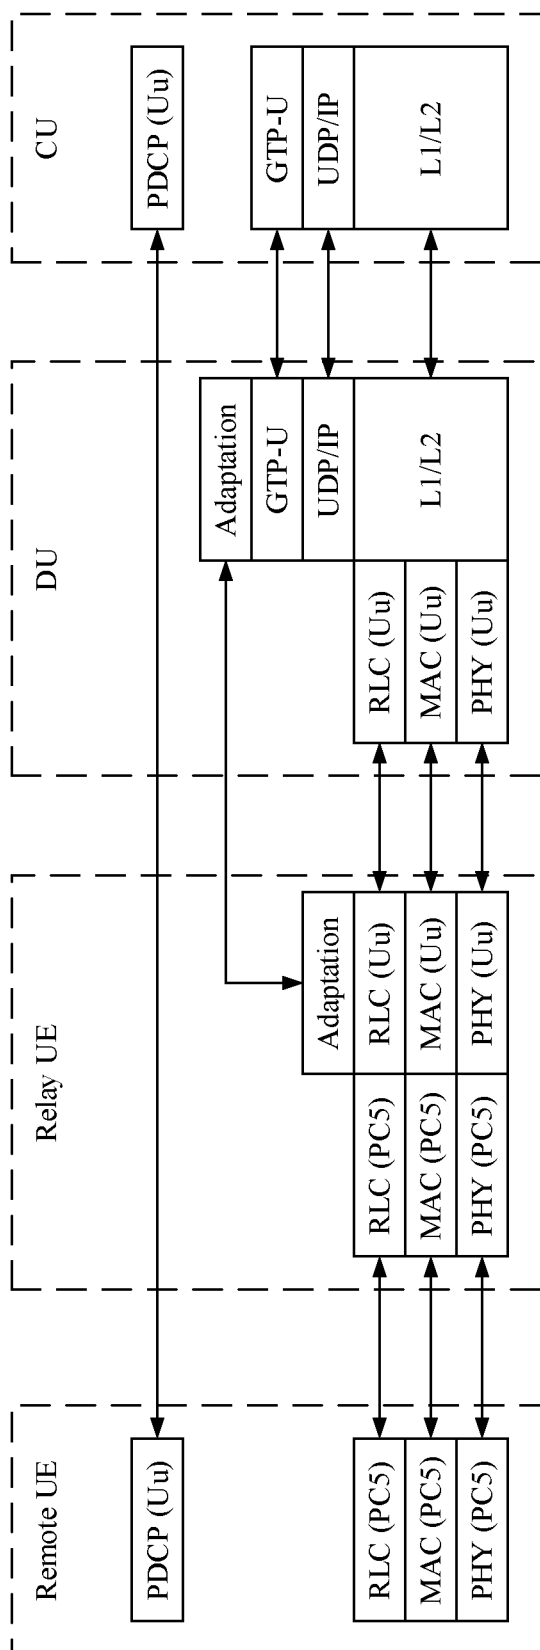 Remote UE
PDCP (Uu)
RLC (PC5)
MAC (PC5)
PHY (PC5)
Relay UE
Adaptation
RLC (PC5)
RLC (Uu)
MAC (PC5)
MAC (Uu)
PHY (PC5)
PHY (Uu)
DU
Adaptation
GTP-U
UDP/IP
RLC (Uu)
MAC (Uu)
PHY (Uu)
L1/L2
CU
PDCP (Uu)
GTP-U
UDP/IP
L1/L2